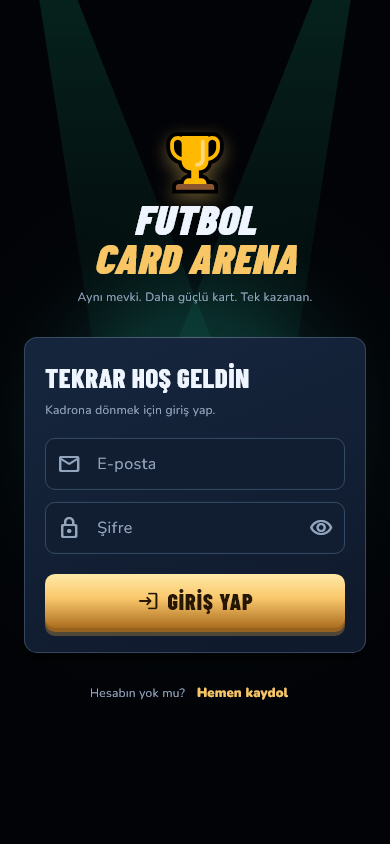 FUTBOL
CARD ARENA
Aynı mevki. Daha güçlü kart. Tek kazanan.
TEKRAR HOŞ GELDİN
Kadrona dönmek için giriş yap.
E-posta
Şifre
GİRİŞ YAP
Hesabın yok mu? Hemen kaydol